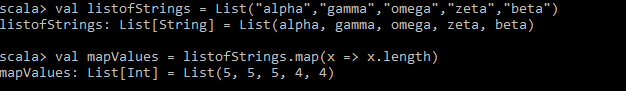 scala> val listofStrings = List("alpha","gamma","omega","zeta","beta")
listofStrings: List[String] = List(alpha, gamma, omega, zeta, beta)
scala> val mapValues = listofStrings.map(x => x.length)
mapValues: List[Int] = List(5, 5, 5, 4, 4)